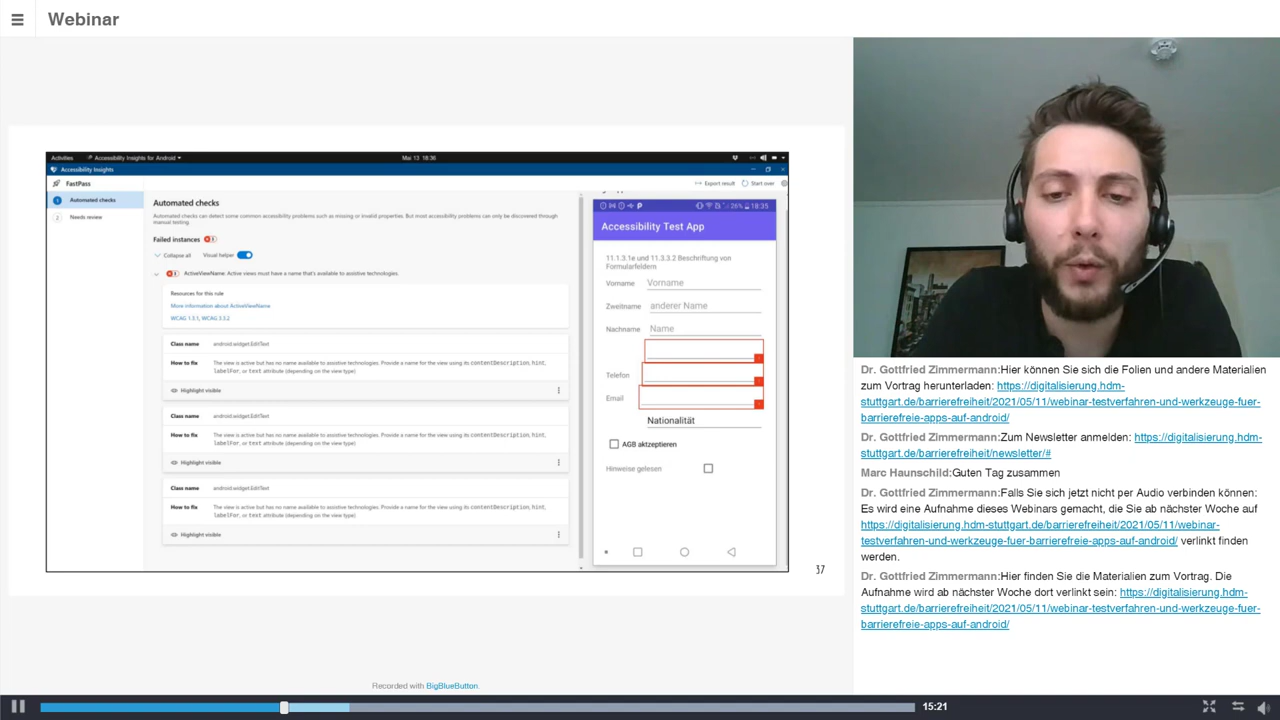 Webinar
Activities
Accessibility Insights for Android
Mai 13 18:36
Accessibility Insights
FastPass
Export result
Start over
1 Automated checks
2 Needs review
Automated checks
Automated checks can detect some common accessibility problems such as missing or invalid properties. But most accessibility problems can only be discovered through
manual testing.
Failed instances
Collapse all
Visual helper
ActiveViewName: Active views must have a name that's available to assistive technologies.
Resources for this rule
More information about ActiveViewName
WCAG 1.3.1, WCAG 3.3.2
Class name android.widget.EditText
How to fix The view is active but has no name available to assistive technologies. Provide a name for the view using its contentDescription, hint,
labelFor, or text attribute (depending on the view type)
Highlight visible
Class name android.widget.EditText
How to fix The view is active but has no name available to assistive technologies. Provide a name for the view using its contentDescription, hint,
labelFor, or text attribute (depending on the view type)
Highlight visible
Class name android.widget.EditText
How to fix The view is active but has no name available to assistive technologies. Provide a name for the view using its contentDescription, hint,
labelFor, or text attribute (depending on the view type)
Highlight visible
26% 18:35
Accessibility Test App
11.1.3.1e und 11.3.3.2 Beschriftung von
Formularfeldern
Vorname Vorname
Zweitname anderer Name
Nachname Name
Telefon
Email
Nationalität
AGB aktzeptieren
Hinweise gelesen
37
Dr. Gottfried Zimmermann:Hier können Sie sich die Folien und andere Materialien
zum Vortrag herunterladen: https://digitalisierung.hdm-
stuttgart.de/barrierefreiheit/2021/05/11/webinar-testverfahren-und-werkzeuge-fuer-
barrierefreie-apps-auf-android/
Dr. Gottfried Zimmermann:Zum Newsletter anmelden: https://digitalisierung.hdm-
stuttgart.de/barrierefreiheit/newsletter/#
Marc Haunschild:Guten Tag zusammen
Dr. Gottfried Zimmermann:Falls Sie sich jetzt nicht per Audio verbinden können:
Es wird eine Aufnahme dieses Webinars gemacht, die Sie ab nächster Woche auf
https://digitalisierung.hdm-stuttgart.de/barrierefreiheit/2021/05/11/webinar-
testverfahren-und-werkzeuge-fuer-barrierefreie-apps-auf-android/ verlinkt finden
werden.
Dr. Gottfried Zimmermann:Hier finden Sie die Materialien zum Vortrag. Die
Aufnahme wird ab nächster Woche dort verlinkt sein: https://digitalisierung.hdm-
stuttgart.de/barrierefreiheit/2021/05/11/webinar-testverfahren-und-werkzeuge-fuer-
barrierefreie-apps-auf-android/
Recorded with BigBlueButton.
15:21